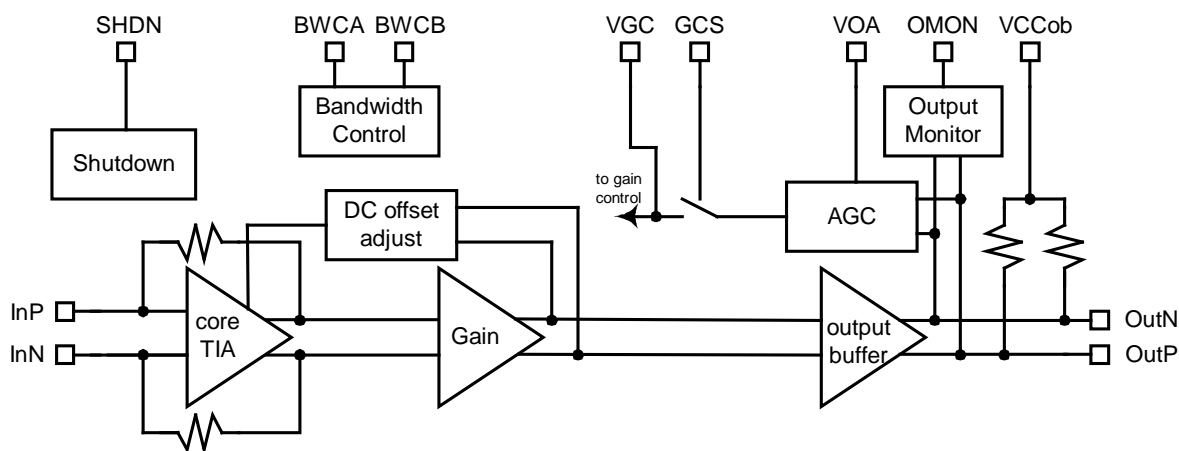 SHDN
BWCA BWCB
VGC GCS
VOA OMON VCCob
Bandwidth
Control
Output
Monitor
Shutdown
to gain
control
DC offset
adjust
AGC
InP
InN
core
TIA
Gain
output
buffer
OutN
OutP